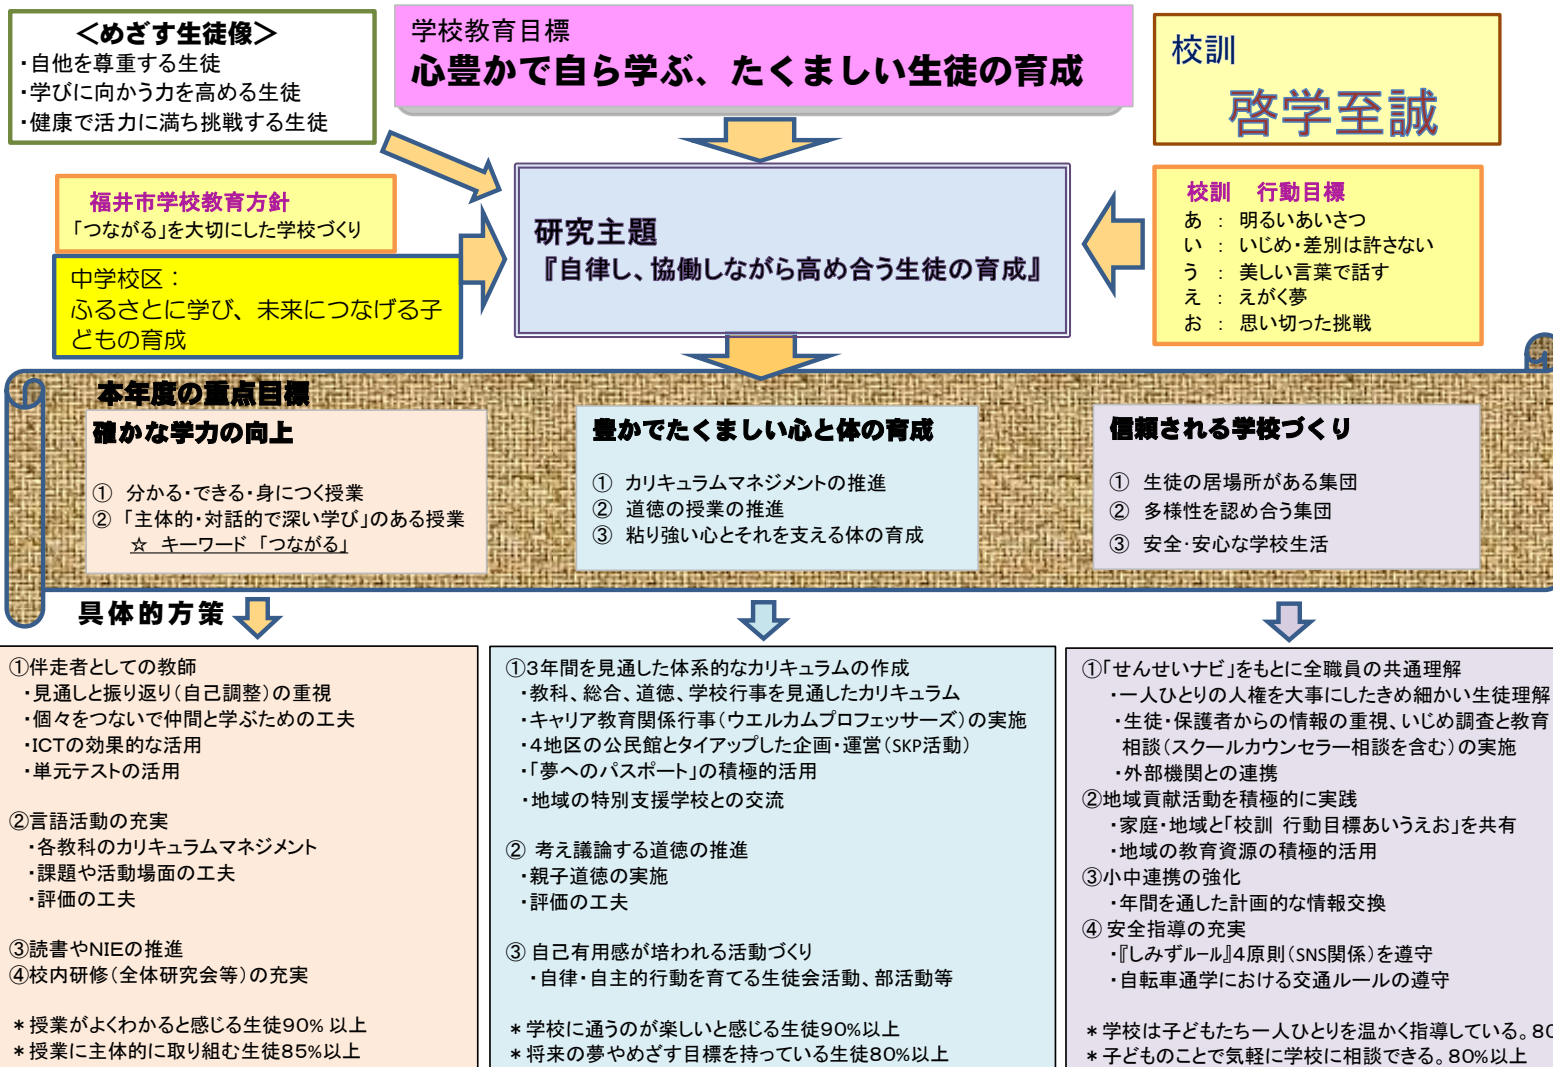 ＜めざす生徒像＞
・自他を尊重する生徒
・学びに向かう力を高める生徒
・健康で活力に満ち挑戦する生徒
学校教育目標
心豊かで自ら学ぶ、たくましい生徒の育成
校訓
啓学至誠
福井市学校教育方針
「つながる」を大切にした学校づくり
中学校区：
ふるさとに学び、未来につなげる子
どもの育成
研究主題
『自律し、協働しながら高め合う生徒の育成』
校訓　行動目標
あ ： 明るいあいさつ
い ： いじめ・差別は許さない
う ： 美しい言葉で話す
え ： えがく夢
お ： 思い切った挑戦
本年度の重点目標
確かな学力の向上
① 分かる・できる・身につく授業
② 「主体的・対話的で深い学び」のある授業
☆ キーワード 「つながる」
豊かでたくましい心と体の育成
① カリキュラムマネジメントの推進
② 道徳の授業の推進
③ 粘り強い心とそれを支える体の育成
信頼される学校づくり
① 生徒の居場所がある集団
② 多様性を認め合う集団
③ 安全・安心な学校生活
具体的方策
①伴走者としての教師
・見通しと振り返り（自己調整）の重視
・個々をつないで仲間と学ぶための工夫
・ICTの効果的な活用
・単元テストの活用
②言語活動の充実
・各教科のカリキュラムマネジメント
・課題や活動場面の工夫
・評価の工夫
③読書やNIEの推進
④校内研修（全体研究会等）の充実
＊授業がよくわかると感じる生徒90％以上
＊授業に主体的に取り組む生徒85％以上
①3年間を見通した体系的なカリキュラムの作成
・教科、総合、道徳、学校行事を見通したカリキュラム
・キャリア教育関係行事（ウエルカムプロフェッサーズ）の実施
・4地区の公民館とタイアップした企画・運営（SKP活動）
・「夢へのパスポート」の積極的活用
・地域の特別支援学校との交流
② 考え議論する道徳の推進
・親子道徳の実施
・評価の工夫
③ 自己有用感が培われる活動づくり
・自律・自主的行動を育てる生徒会活動、部活動等
＊学校に通うのが楽しいと感じる生徒90％以上
＊将来の夢やめざす目標を持っている生徒80％以上
①「せんせいナビ」をもとに全職員の共通理解
・一人ひとりの人権を大事にしたきめ細かい生徒理解
・生徒・保護者からの情報の重視、いじめ調査と教育
相談（スクールカウンセラー相談を含む）の実施
・外部機関との連携
②地域貢献活動を積極的に実践
・家庭・地域と「校訓 行動目標あいうえお」を共有
・地域の教育資源の積極的活用
③小中連携の強化
・年間を通した計画的な情報交換
④ 安全指導の充実
・『しみずルール』4原則（SNS関係）を遵守
・自転車通学における交通ルールの遵守
＊学校は子どもたち一人ひとりを温かく指導している。80
＊子どものことで気軽に学校に相談できる。80％以上